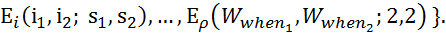 E_i(i_1, i_2; s_1, s_2), ..., E_ρ(W_{when_1}, W_{when_2}; 2,2) }.